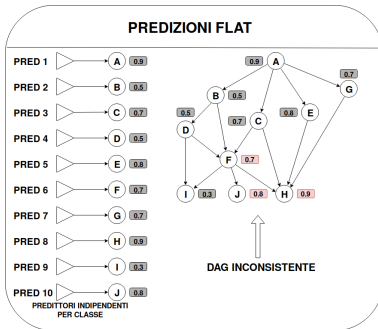 PREDIZIONI FLAT
PRED 1 A 0.9
PRED 2 B 0.5
PRED 3 C 0.7
PRED 4 D 0.5
PRED 5 E 0.8
PRED 6 F 0.7
PRED 7 G 0.7
PRED 8 H 0.9
PRED 9 I 0.3
PRED 10 J 0.8
PREDITTORI INDIPENDENTI
PER CLASSE
0.9 A
0.7
G
B 0.5
0.5
D
0.7 C
0.8 E
F 0.7
I 0.3 J 0.8 H 0.9
DAG INCONSISTENTE